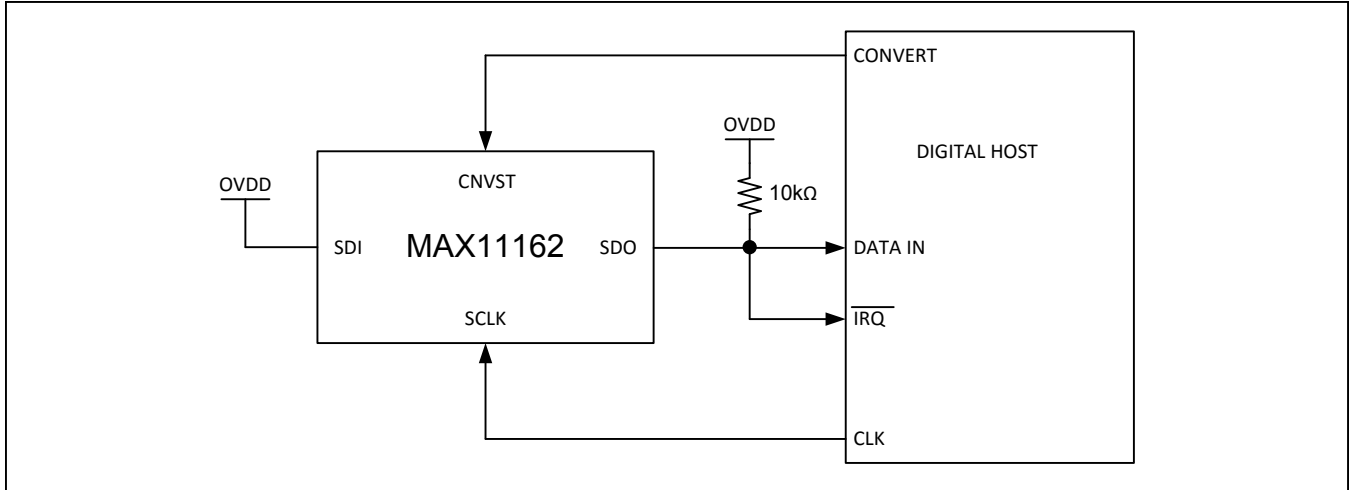 CONVERT
OVDD
DIGITAL HOST
CNVST
10kΩ
OVDD
SDI
MAX11162
SDO
DATA IN
SCLK
IRQ
CLK